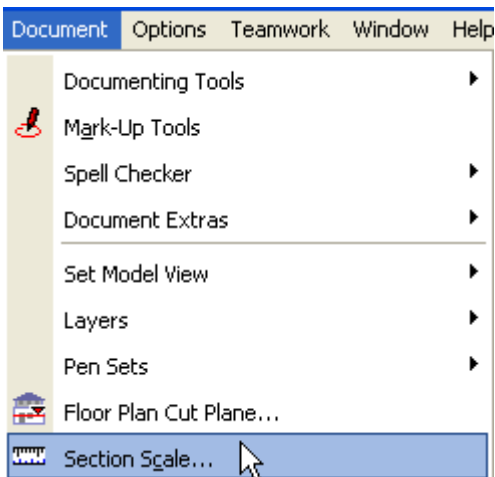 Document Options Teamwork Window Help
Documenting Tools
Mark-Up Tools
Spell Checker
Document Extras
Set Model View
Layers
Pen Sets
Floor Plan Cut Plane...
Section Scale...